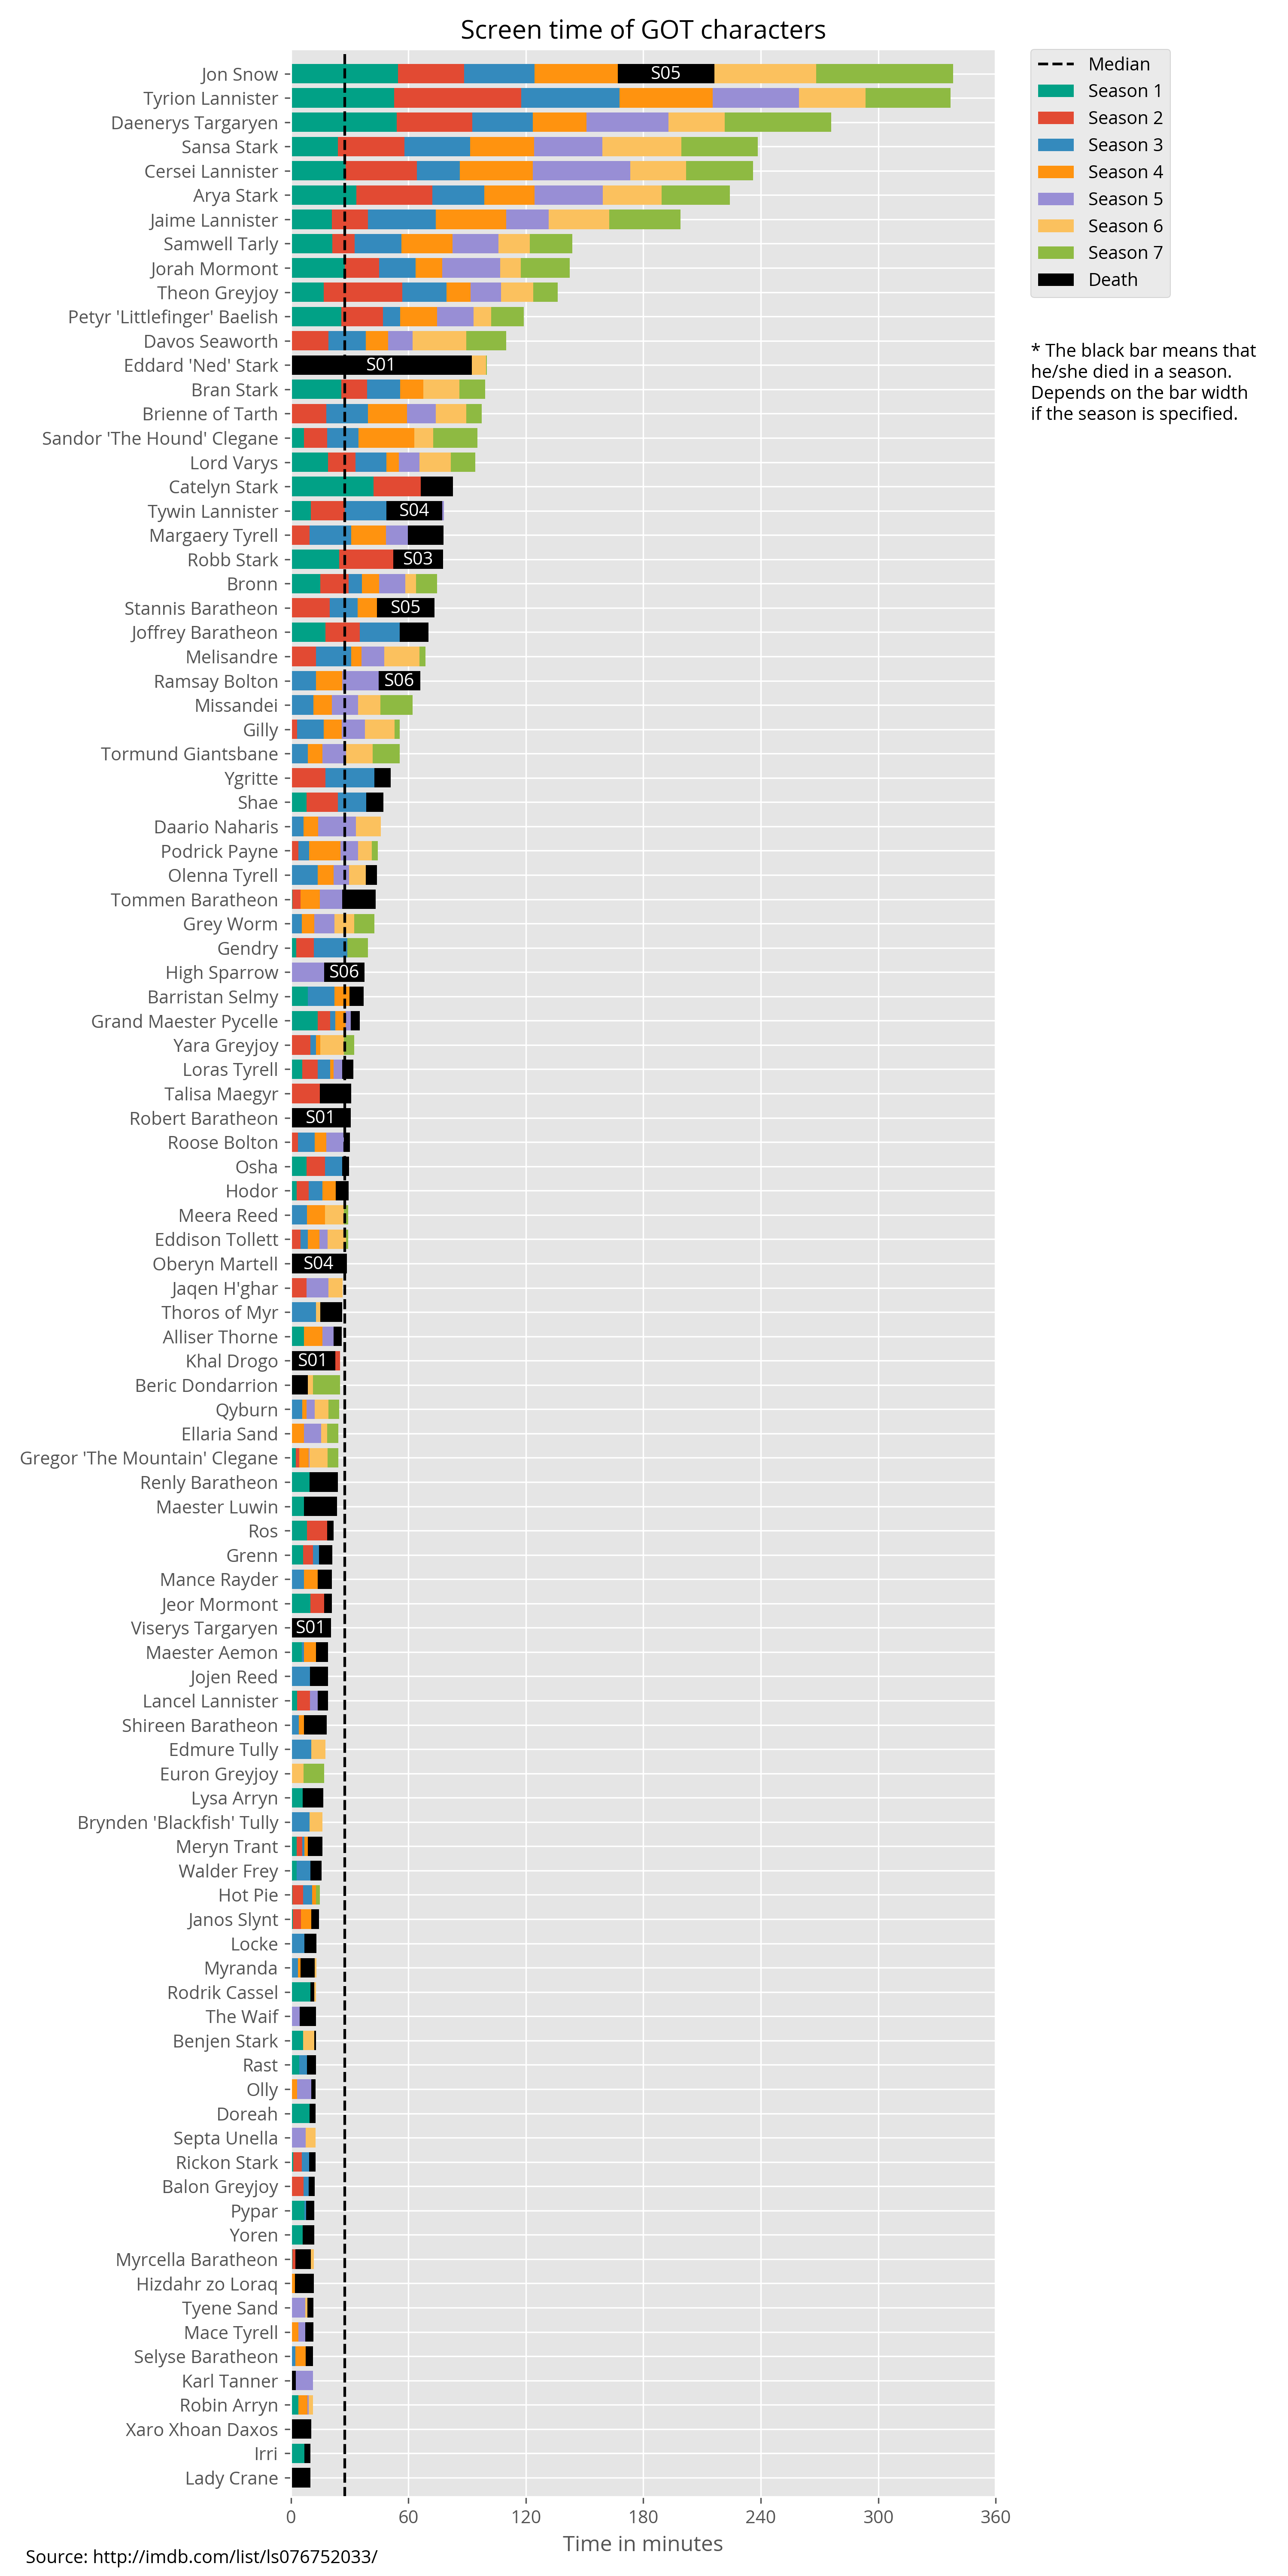 Screen time of GOT characters
Median
Season 1
Season 2
Season 3
Season 4
Season 5
Season 6
Season 7
Death
* The black bar means that
he/she died in a season.
Depends on the bar width
if the season is specified.
Jon Snow S05
Tyrion Lannister
Daenerys Targaryen
Sansa Stark
Cersei Lannister
Arya Stark
Jaime Lannister
Samwell Tarly
Jorah Mormont
Theon Greyjoy
Petyr 'Littlefinger' Baelish
Davos Seaworth
Eddard 'Ned' Stark S01
Bran Stark
Brienne of Tarth
Sandor 'The Hound' Clegane
Lord Varys
Catelyn Stark
Tywin Lannister S04
Margaery Tyrell
Robb Stark S03
Bronn
Stannis Baratheon S05
Joffrey Baratheon
Melisandre
Ramsay Bolton S06
Missandei
Gilly
Tormund Giantsbane
Ygritte
Shae
Daario Naharis
Podrick Payne
Olenna Tyrell
Tommen Baratheon
Grey Worm
Gendry
High Sparrow S06
Barristan Selmy
Grand Maester Pycelle
Yara Greyjoy
Loras Tyrell
Talisa Maegyr
Robert Baratheon S01
Roose Bolton
Osha
Hodor
Meera Reed
Eddison Tollett
Oberyn Martell S04
Jaqen H'ghar
Thoros of Myr
Alliser Thorne
Khal Drogo S01
Beric Dondarrion
Qyburn
Ellaria Sand
Gregor 'The Mountain' Clegane
Renly Baratheon
Maester Luwin
Ros
Grenn
Mance Rayder
Jeor Mormont
Viserys Targaryen S01
Maester Aemon
Jojen Reed
Lancel Lannister
Shireen Baratheon
Edmure Tully
Euron Greyjoy
Lysa Arryn
Brynden 'Blackfish' Tully
Meryn Trant
Walder Frey
Hot Pie
Janos Slynt
Locke
Myranda
Rodrik Cassel
The Waif
Benjen Stark
Rast
Olly
Doreah
Septa Unella
Rickon Stark
Balon Greyjoy
Pypar
Yoren
Myrcella Baratheon
Hizdahr zo Loraq
Tyene Sand
Mace Tyrell
Selyse Baratheon
Karl Tanner
Robin Arryn
Xaro Xhoan Daxos
Irri
Lady Crane
0 60 120 180 240 300 360
Time in minutes
Source: http://imdb.com/list/ls076752033/